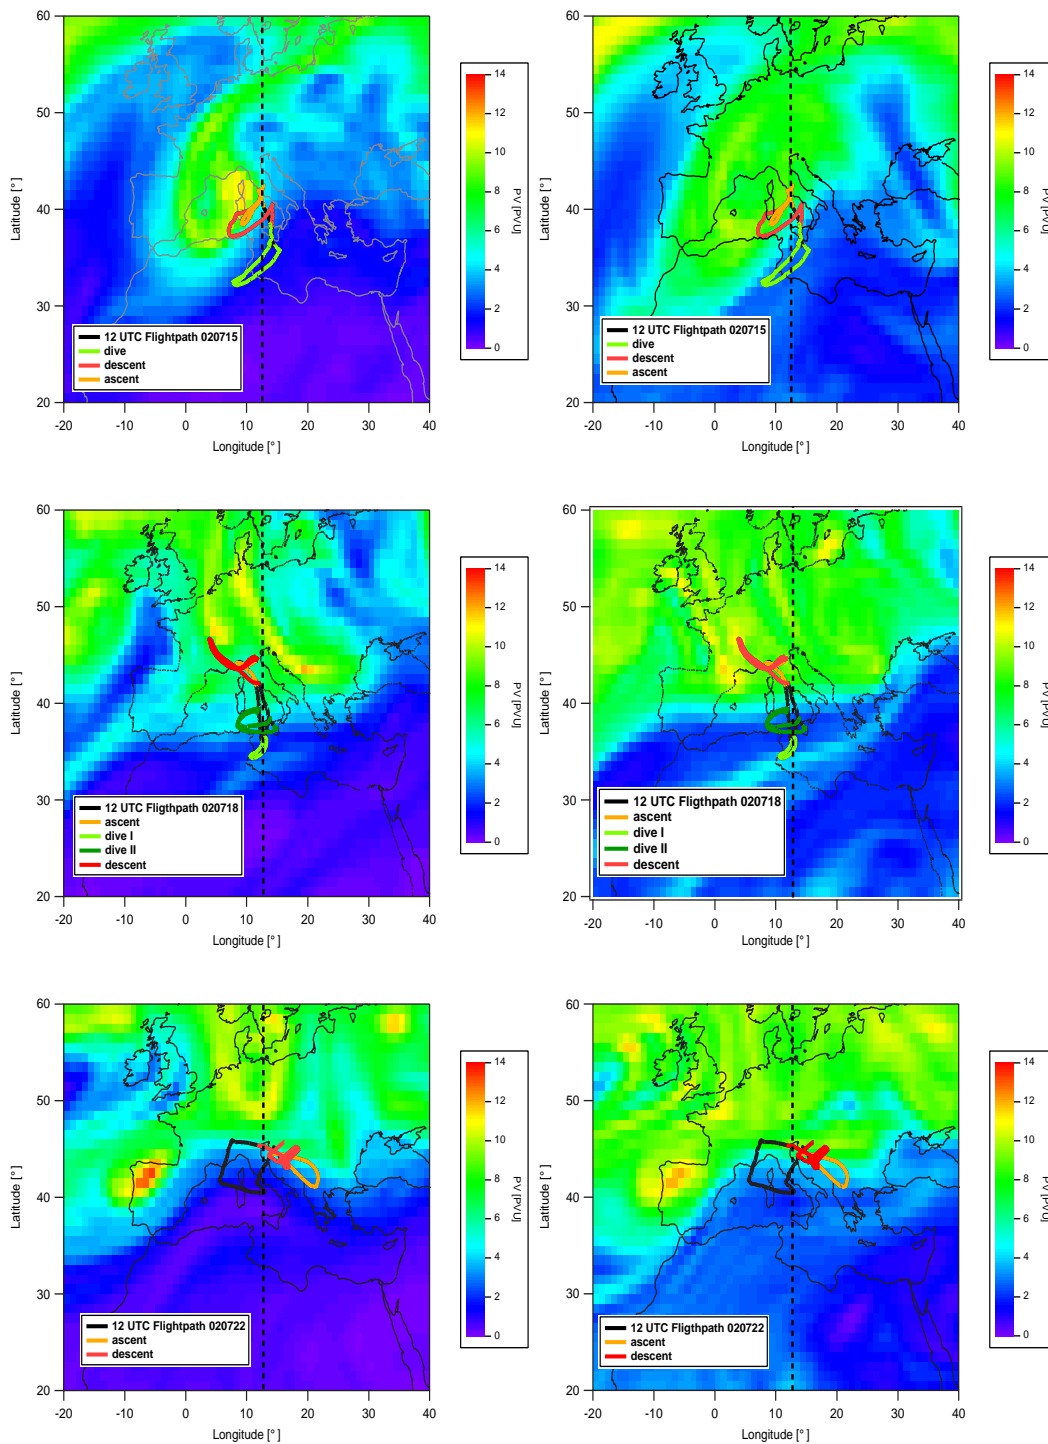 60
50
40
30
20
Latitude [°]
-20 -10 0 10 20 30 40
Longitude [°]
12 UTC Flightpath 020715
dive
descent
ascent
14
12
10
8
6
4
2
0
PV [PVU]
60
50
40
30
20
Latitude [°]
-20 -10 0 10 20 30 40
Longitude [°]
12 UTC Flightpath 020715
dive
descent
ascent
14
12
10
8
6
4
2
0
PV [PVU]
60
50
40
30
20
Latitude [°]
-20 -10 0 10 20 30 40
Longitude [°]
12 UTC Fligthpath 020718
ascent
dive I
dive II
descent
14
12
10
8
6
4
2
0
PV [PVU]
60
50
40
30
20
Latitude [°]
-20 -10 0 10 20 30 40
Longitude [°]
12 UTC Fligthpath 020718
ascent
dive I
dive II
descent
14
12
10
8
6
4
2
0
PV [PVU]
60
50
40
30
20
Latitude [°]
-20 -10 0 10 20 30 40
Longitude [°]
12 UTC Flightpath 020722
ascent
descent
14
12
10
8
6
4
2
0
PV [PVU]
60
50
40
30
20
Latitude [°]
-20 -10 0 10 20 30 40
Longitude [°]
12 UTC Fligthpath 020722
ascent
descent
14
12
10
8
6
4
2
0
PV [PVU]